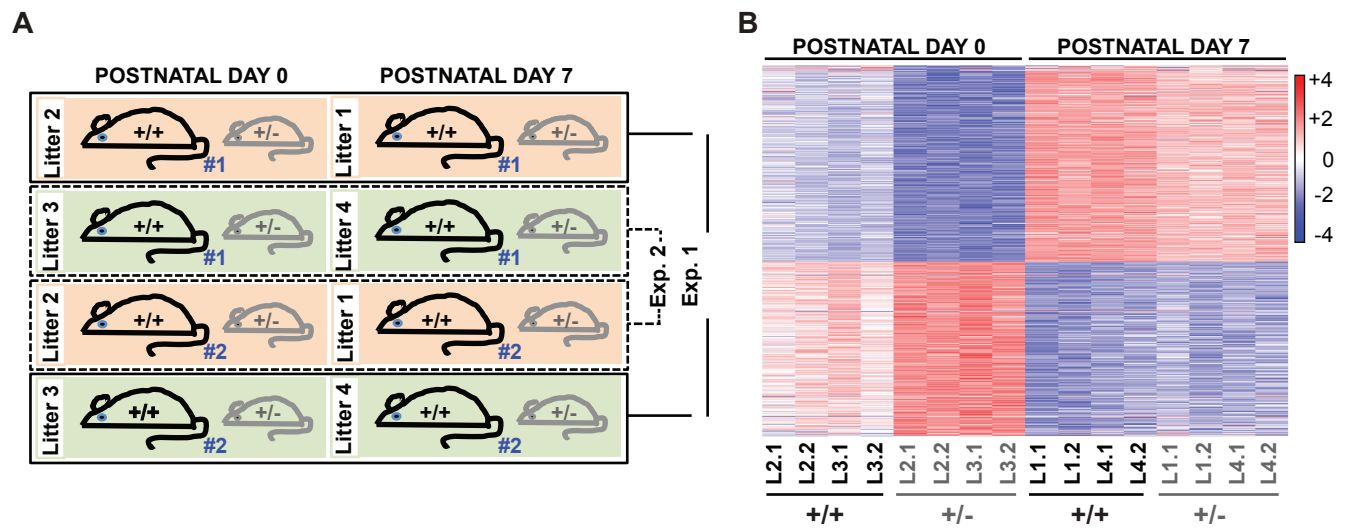 A
POSTNATAL DAY 0 POSTNATAL DAY 7
Litter 2 +/+ #1 +/- Litter 1 +/+ #1 +/-
Litter 3 +/+ #1 +/- Litter 4 +/+ #1 +/-
Litter 2 +/+ #2 +/- Litter 1 +/+ #2 +/-
Litter 3 +/+ #2 +/- Litter 4 +/+ #2 +/-
Exp. 2
Exp. 1
B
POSTNATAL DAY 0 POSTNATAL DAY 7
+4
+2
0
-2
-4
L2.1 L2.2 L3.1 L3.2 L2.1 L2.2 L3.1 L3.2 L1.1 L1.2 L4.1 L4.2 L1.1 L1.2 L4.1 L4.2
+/+ +/- +/+ +/-